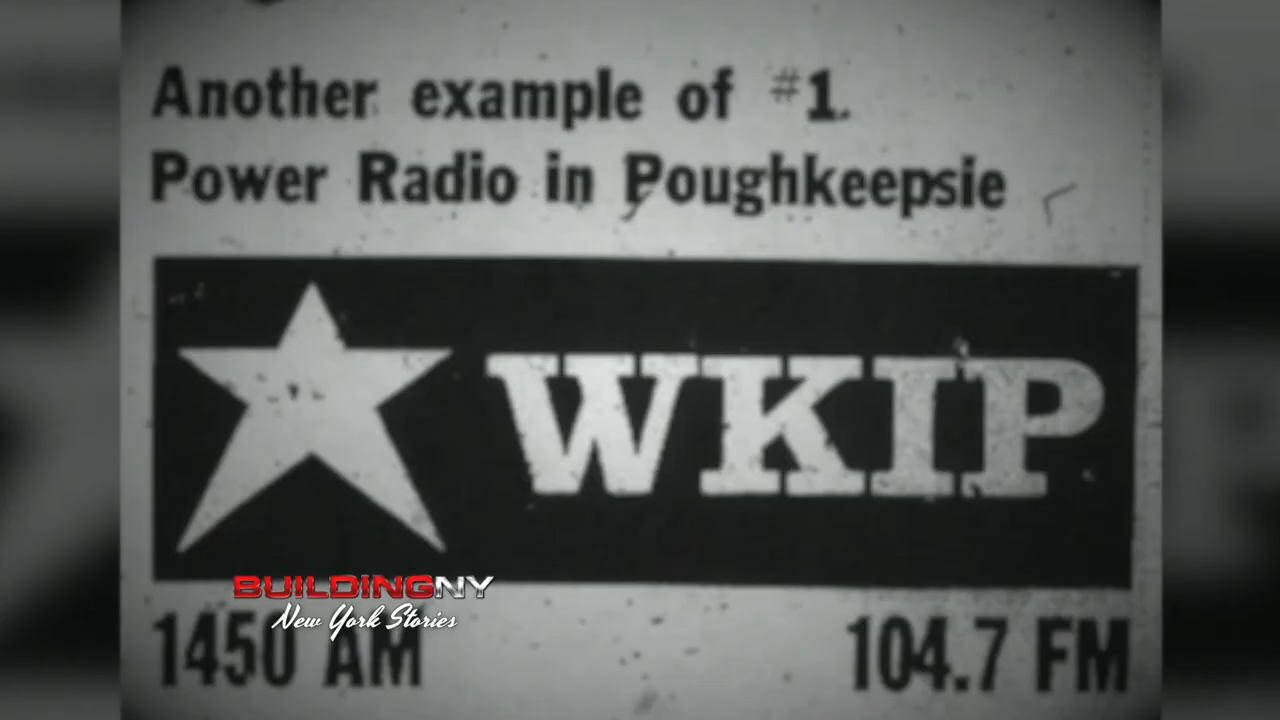 Another example of #1.
Power Radio in Poughkeepsie
WKIP
BUILDINGNY
New York Stories
1450 AM
104.7 FM